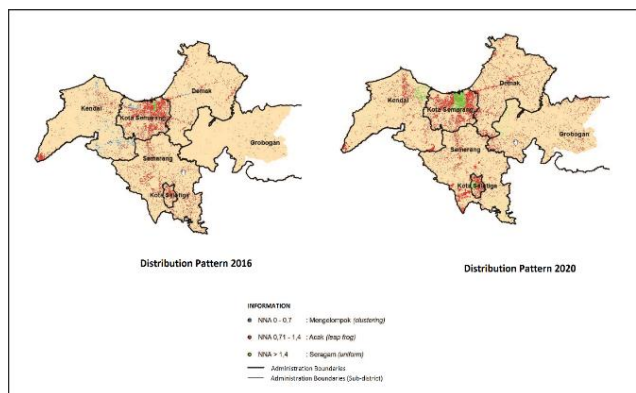 Kendal
Kota Semarang
Demak
Grobogan
Semarang
Kota Salatiga
Distribution Pattern 2016
Kendal
Kota Semarang
Demak
Grobogan
Semarang
Kota Salatiga
Distribution Pattern 2020
INFORMATION
NNA 0 - 0,7 : Mengelompok (clustering)
NNA 0,71 - 1,4 : Acak (leap frog)
NNA > 1,4 : Seragam (uniform)
Administration Boundaries
Administration Boundaries (Sub-district)